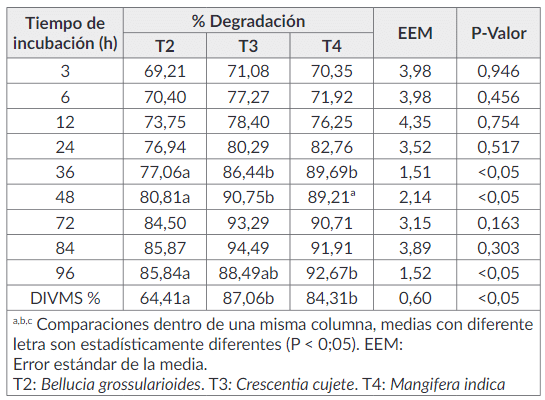 Tiempo de incubación (h) % Degradación EEM P-Valor
T2 T3 T4
3 69,21 71,08 70,35 3,98 0,946
6 70,40 77,27 71,92 3,98 0,456
12 73,75 78,40 76,25 4,35 0,754
24 76,94 80,29 82,76 3,52 0,517
36 77,06a 86,44b 89,69b 1,51 <0,05
48 80,81a 90,75b 89,21ª 2,14 <0,05
72 84,50 93,29 90,71 3,15 0,163
84 85,87 94,49 91,91 3,89 0,303
96 85,84a 88,49ab 92,67b 1,52 <0,05
DIVMS % 64,41a 87,06b 84,31b 0,60 <0,05
a,b,c Comparaciones dentro de una misma columna, medias con diferente
letra son estadísticamente diferentes (P < 0;05). EEM:
Error estándar de la media.
T2: Bellucia grossularioides. T3: Crescentia cujete. T4: Mangifera indica